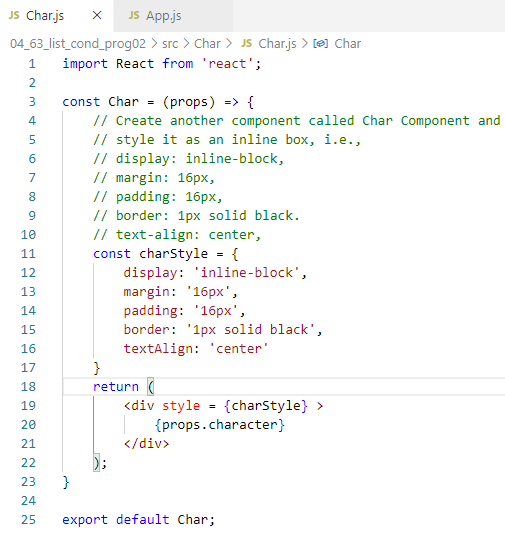 JS Char.js × JS App.js
04_63_list_cond_prog02 > src > Char > JS Char.js > Char
1 import React from 'react';
2
3 const Char = (props) => {
4 // Create another component called Char Component and
5 // style it as an inline box, i.e.,
6 // display: inline-block,
7 // margin: 16px,
8 // padding: 16px,
9 // border: 1px solid black.
10 // text-align: center,
11 const charStyle = {
12 display: 'inline-block',
13 margin: '16px',
14 padding: '16px',
15 border: '1px solid black',
16 textAlign: 'center'
17 }
18 return (
19 <div style = {charStyle} >
20 {props.character}
21 </div>
22 );
23 }
24
25 export default Char;